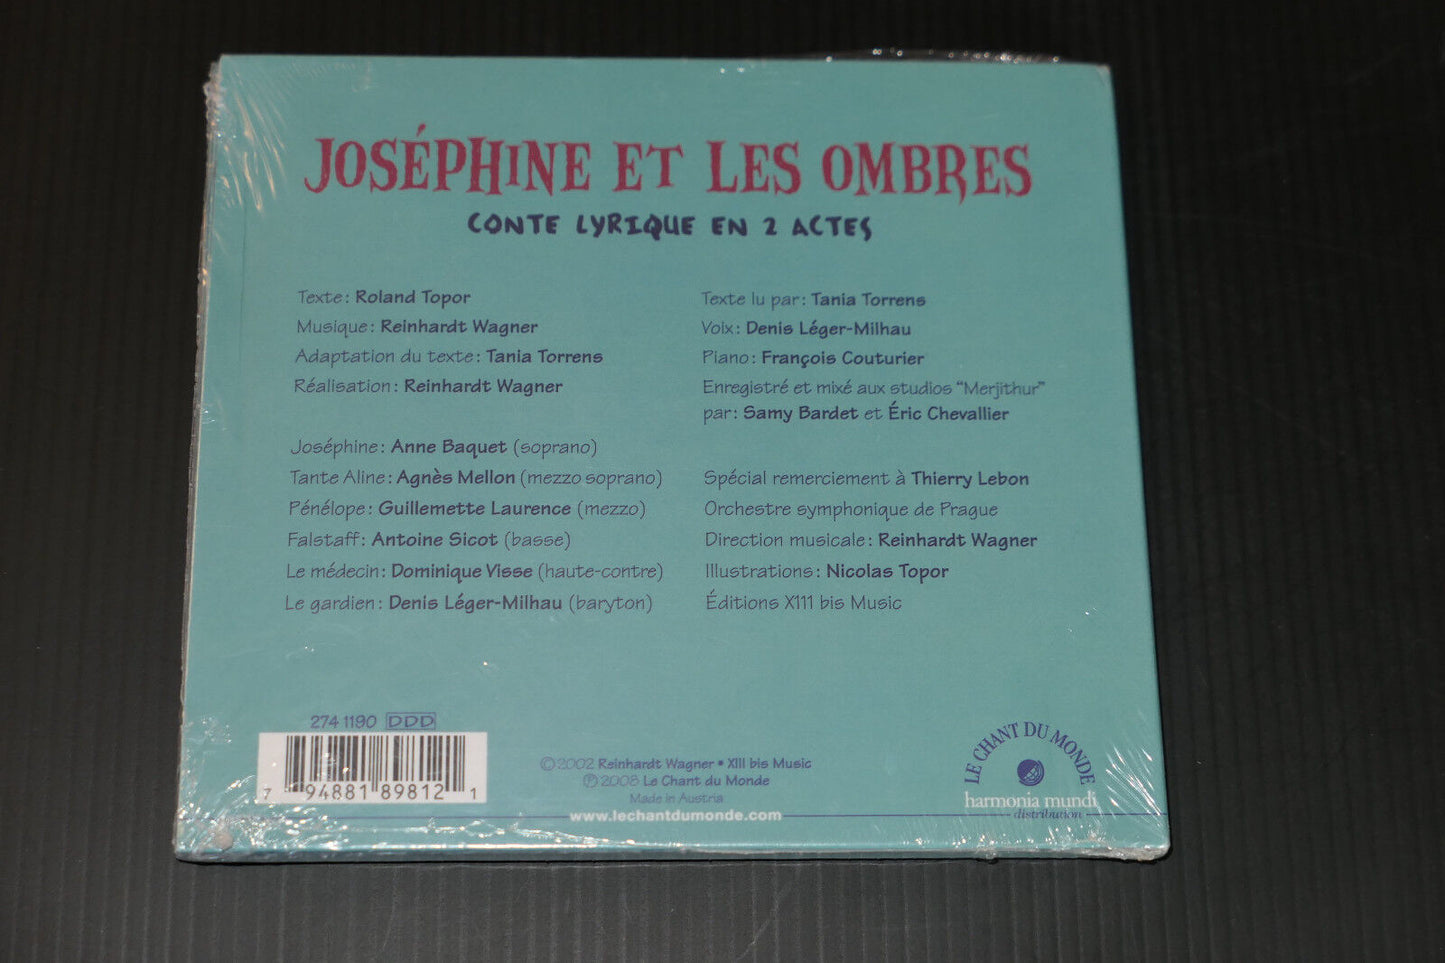 JOSÉPHINE ET LES OMBRES
CONTE LYRIQUE EN 2 ACTES
Texte : Roland Topor
Musique : Reinhardt Wagner
Adaptation du texte : Tania Torrens
Réalisation : Reinhardt Wagner
Joséphine : Anne Baquet (soprano)
Tante Aline : Agnès Mellon (mezzo soprano)
Pénélope : Guillemette Laurence (mezzo)
Falstaff : Antoine Sicot (basse)
Le médecin : Dominique Visse (haute-contre)
Le gardien : Denis Léger-Milhau (baryton)
Texte lu par : Tania Torrens
Voix : Denis Léger-Milhau
Piano : François Couturier
Enregistré et mixé aux studios “Merjithur”
par : Samy Bardet et Éric Chevallier
Spécial remerciement à Thierry Lebon
Orchestre symphonique de Prague
Direction musicale : Reinhardt Wagner
Illustrations : Nicolas Topor
Éditions X111 bis Music
274 1190 DDD
7 94881 89812 1
© 2002 Reinhardt Wagner • XIII bis Music
℗ 2008 Le Chant du Monde
Made in Austria
www.lechantdumonde.com
LE CHANT DU MONDE
harmonia mundi
distribution